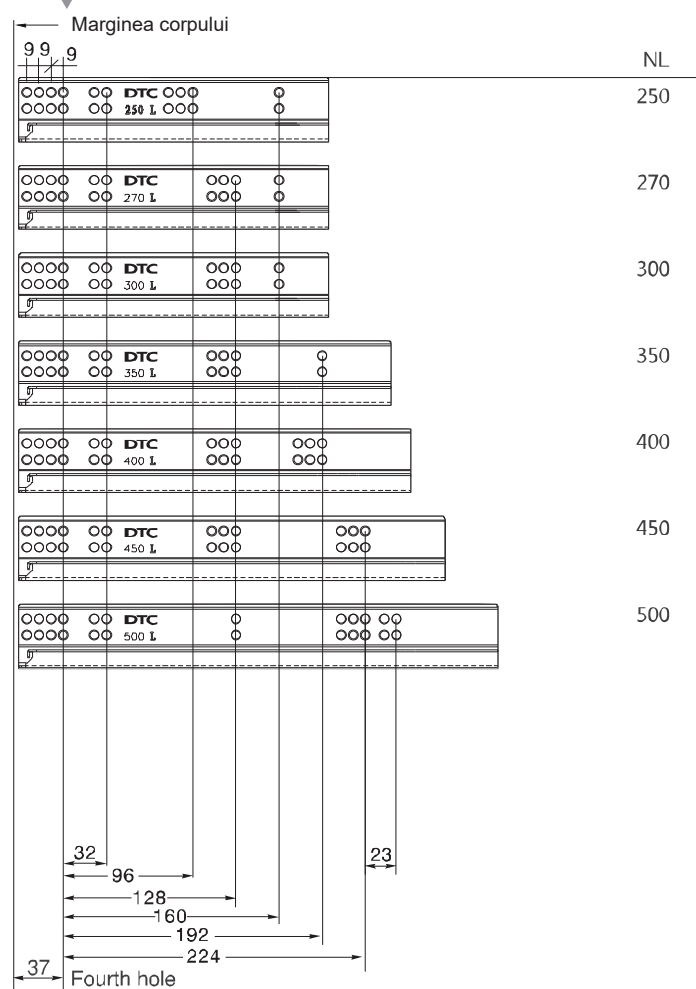 Marginea corpului
9 9 9
NL
DTC
250 L
250
DTC
270 L
270
DTC
300 L
300
DTC
350 L
350
DTC
400 L
400
DTC
450 L
450
DTC
500 L
500
32
23
96
128
160
192
224
37
Fourth hole